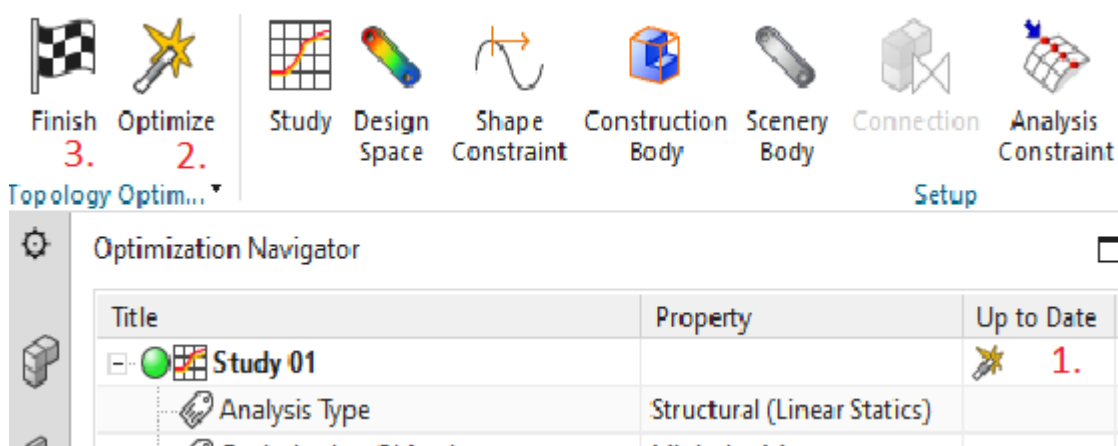 Finish Optimize Study Design Space Shape Constraint Construction Body Scenery Body Connection Analysis Constraint
3. 2.
Topology Optim... Setup
Optimization Navigator
Title Property Up to Date
Study 01 1.
Analysis Type Structural (Linear Statics)